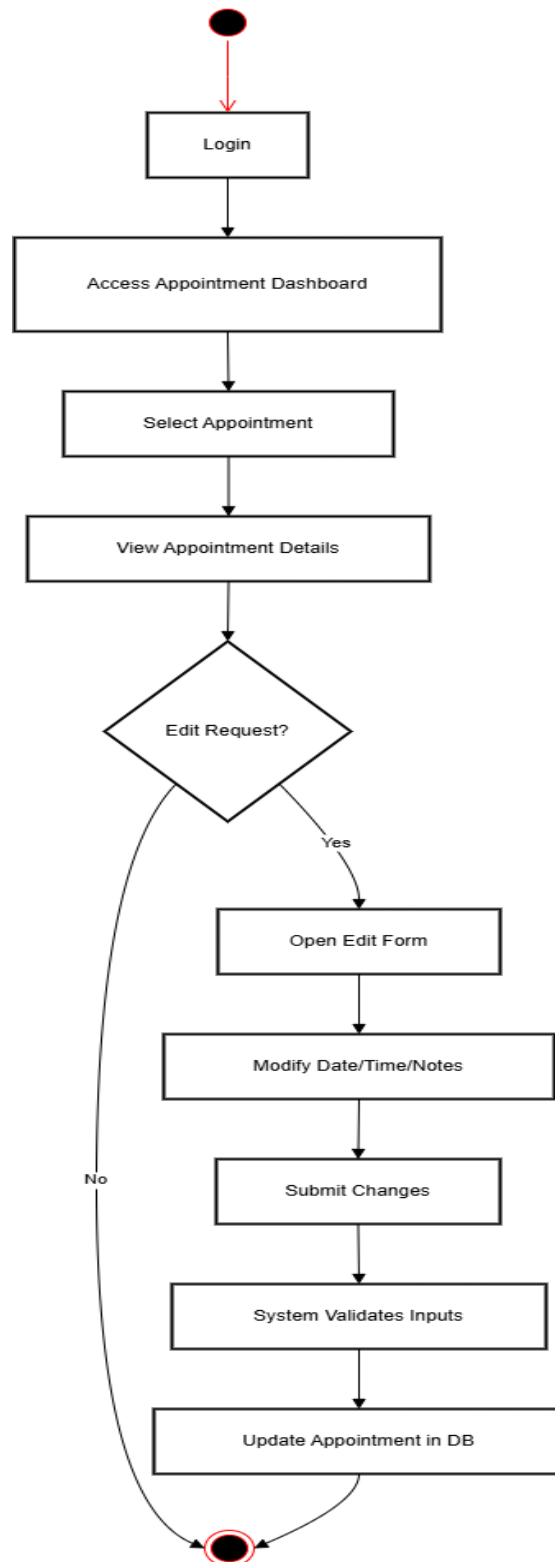 Login
Access Appointment Dashboard
Select Appointment
View Appointment Details
Edit Request?
Yes
Open Edit Form
Modify Date/Time/Notes
No
Submit Changes
System Validates Inputs
Update Appointment in DB